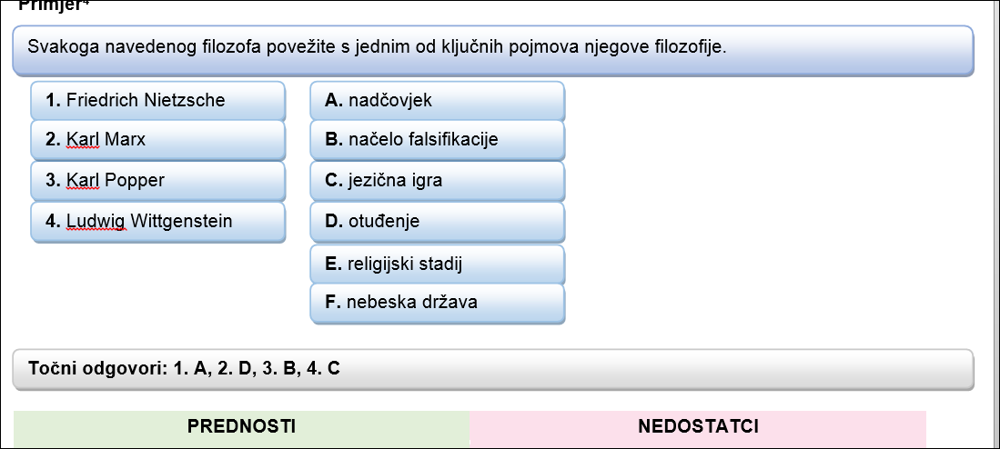 Primjer⁴
Svakoga navedenog filozofa povežite s jednim od ključnih pojmova njegove filozofije.
1. Friedrich Nietzsche
2. Karl Marx
3. Karl Popper
4. Ludwig Wittgenstein
A. nadčovjek
B. načelo falsifikacije
C. jezična igra
D. otuđenje
E. religijski stadij
F. nebeska država
Točni odgovori: 1. A, 2. D, 3. B, 4. C
PREDNOSTI
NEDOSTATCI